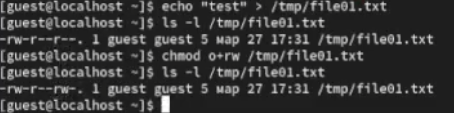 [guest@localhost ~]$ echo "test" > /tmp/file01.txt
[guest@localhost ~]$ ls -l /tmp/file01.txt
-rw-r--r--. 1 guest guest 5 мар 27 17:31 /tmp/file01.txt
[guest@localhost ~]$ chmod o+rw /tmp/file01.txt
[guest@localhost ~]$ ls -l /tmp/file01.txt
-rw-r--rw-. 1 guest guest 5 мар 27 17:31 /tmp/file01.txt
[guest@localhost ~]$